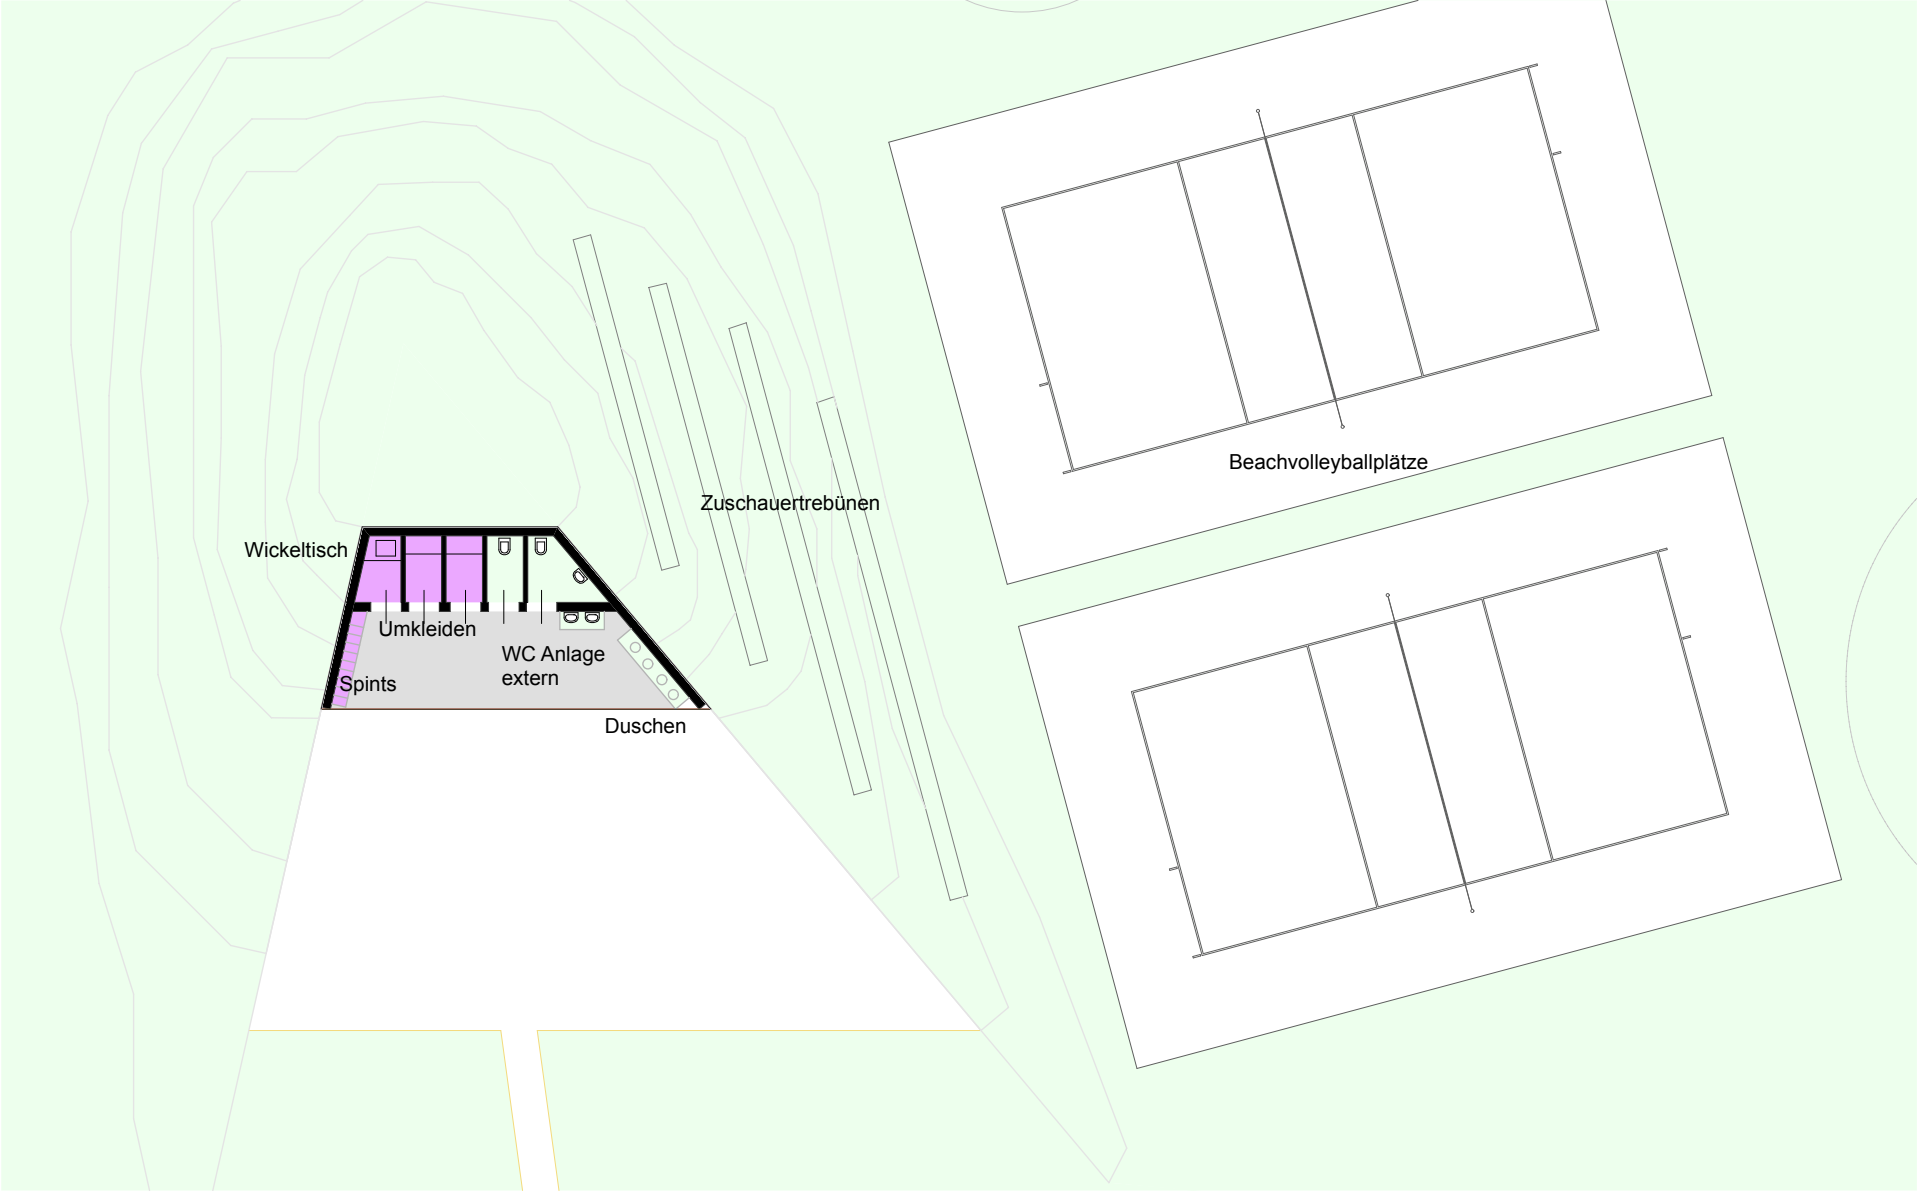 Beachvolleyballplätze
Zuschauertrebünen
Wickeltisch
Umkleiden
WC Anlage
extern
Spints
Duschen